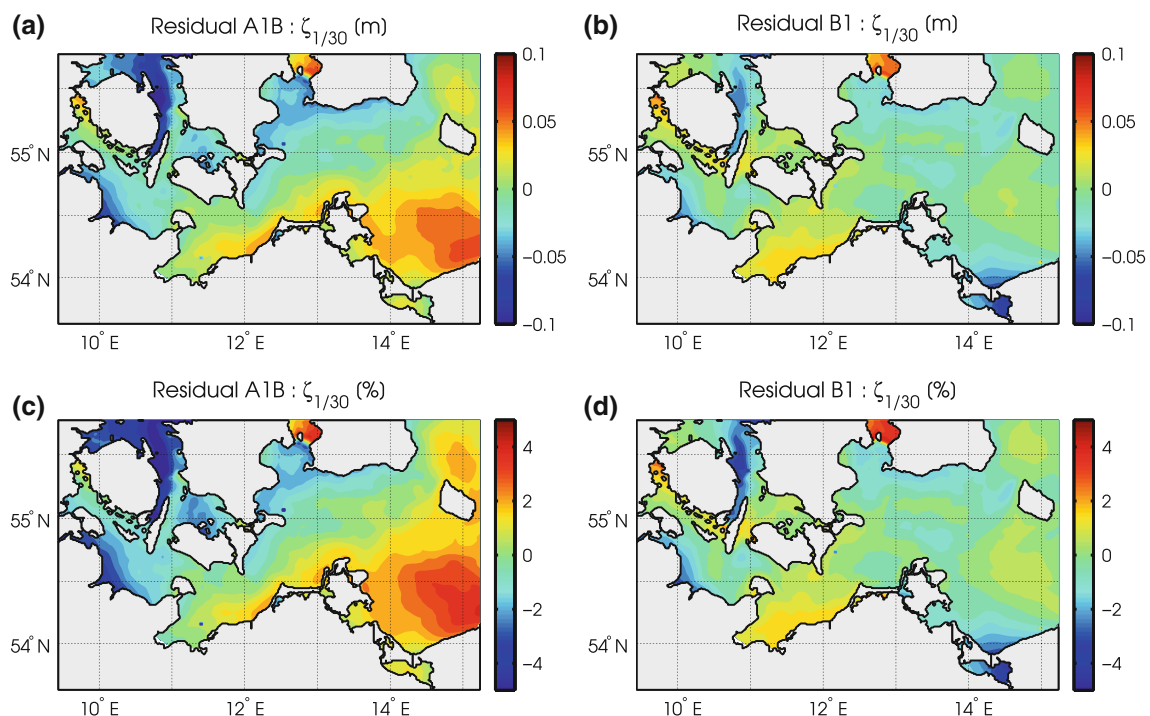 (a) Residual A1B : ζ1/30 (m)
0.1
0.05
0
−0.05
−0.1
55° N
54° N
10° E 12° E 14° E
(b) Residual B1 : ζ1/30 (m)
0.1
0.05
0
−0.05
−0.1
55° N
54° N
10° E 12° E 14° E
(c) Residual A1B : ζ1/30 (%)
4
2
0
−2
−4
55° N
54° N
10° E 12° E 14° E
(d) Residual B1 : ζ1/30 (%)
4
2
0
−2
−4
55° N
54° N
10° E 12° E 14° E